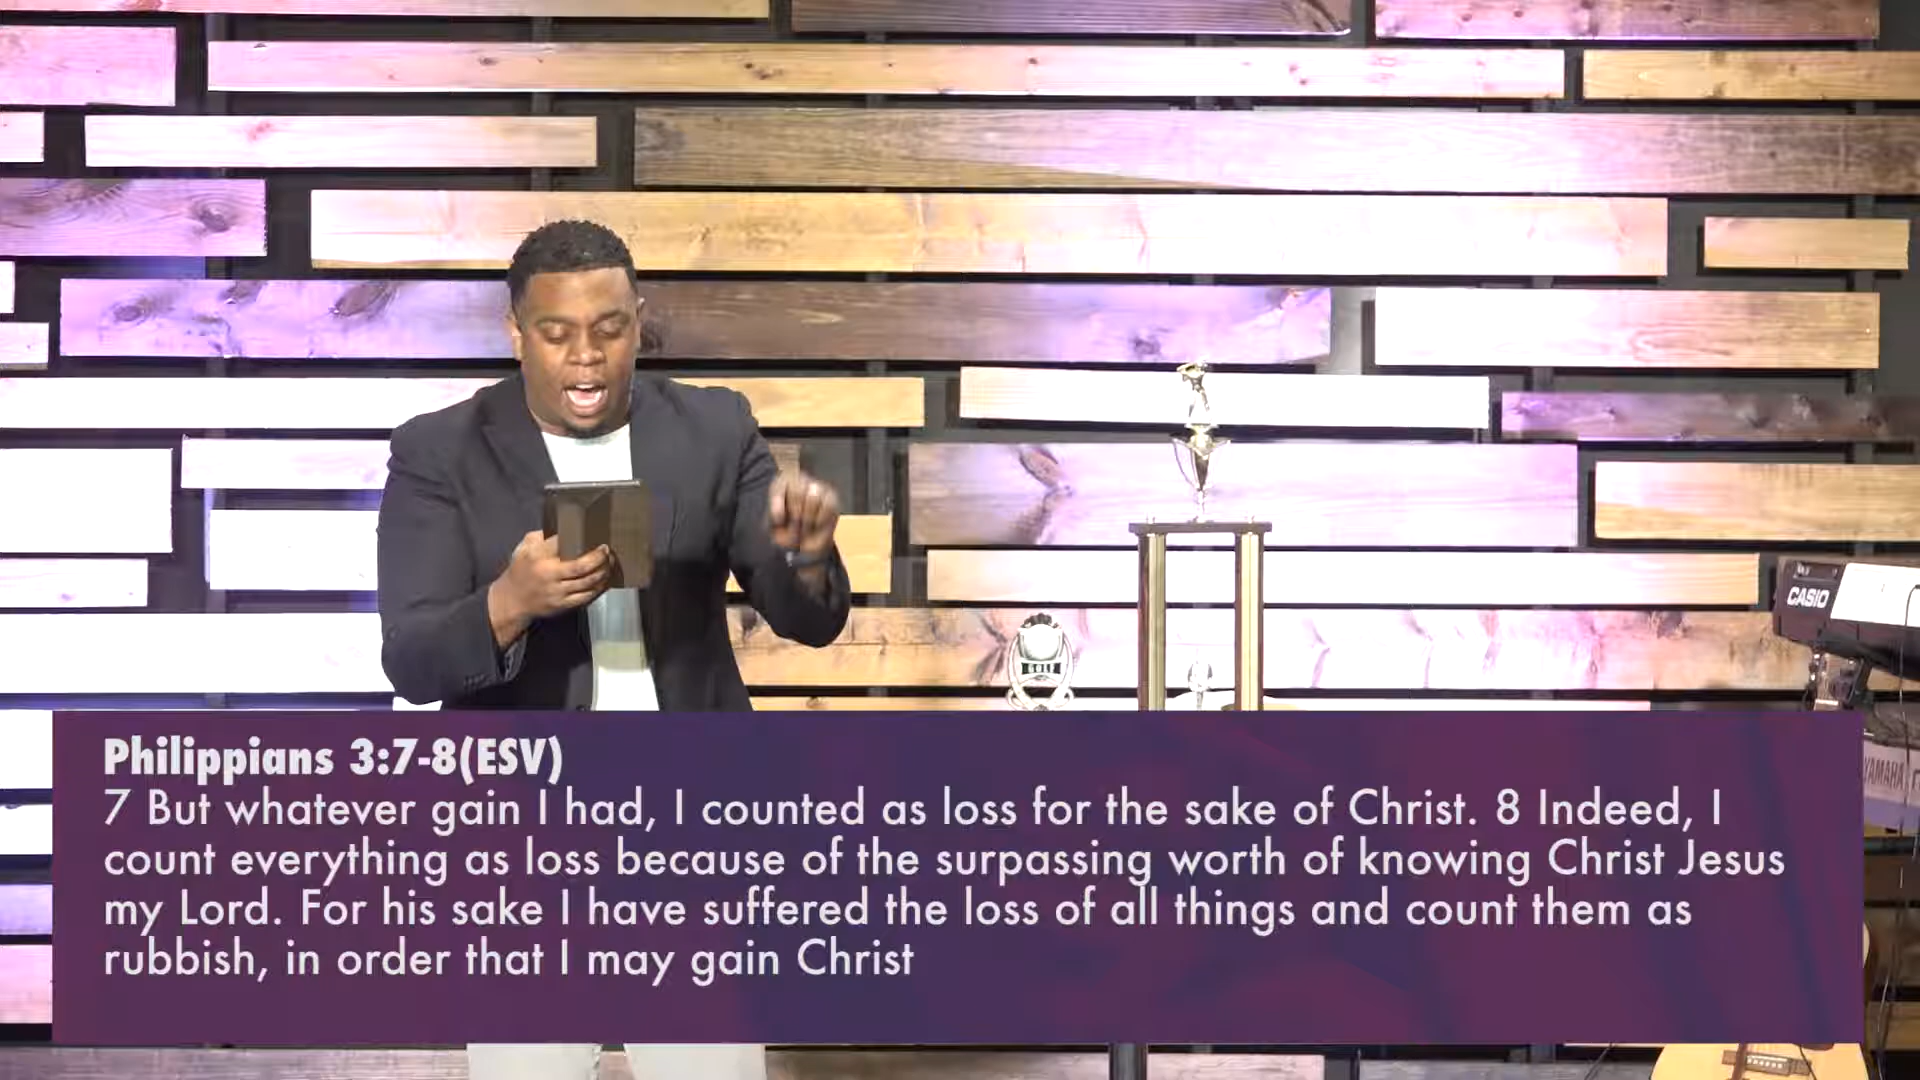 GOLF
CASIO
YAMAHA
Philippians 3:7-8(ESV)
7 But whatever gain I had, I counted as loss for the sake of Christ. 8 Indeed, I
count everything as loss because of the surpassing worth of knowing Christ Jesus
my Lord. For his sake I have suffered the loss of all things and count them as
rubbish, in order that I may gain Christ